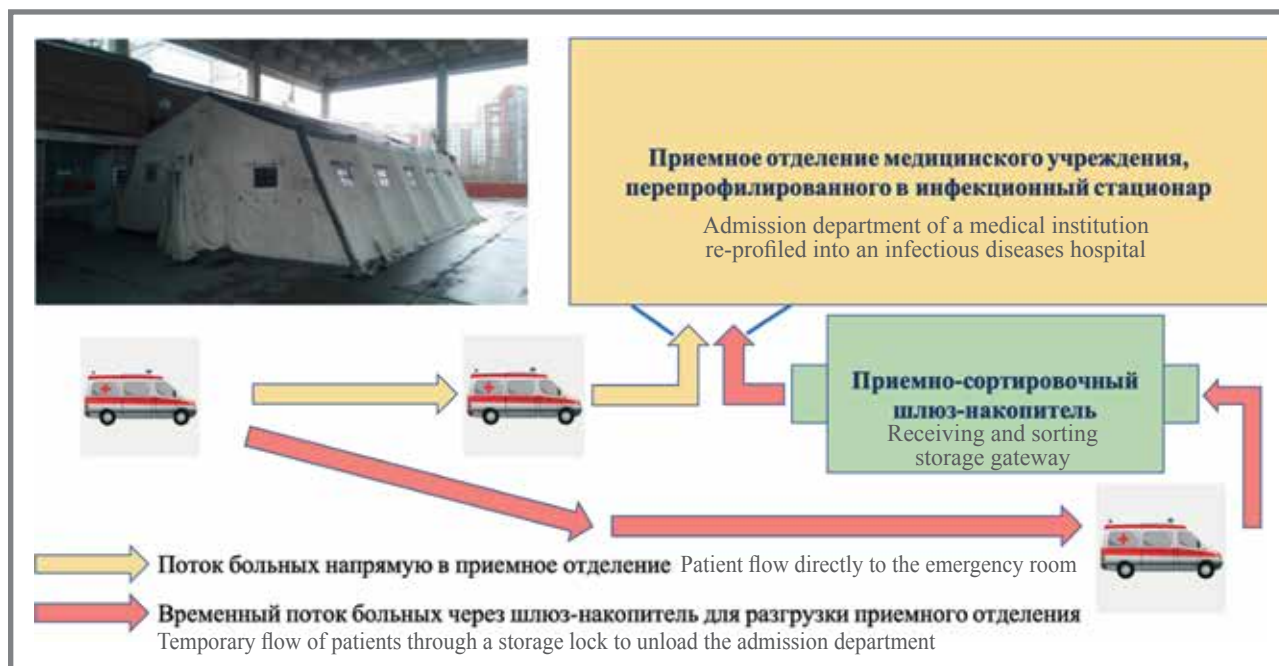 Приемное отделение медицинского учреждения,
перепрофилированного в инфекционный стационар
Admission department of a medical institution
re-profiled into an infectious diseases hospital
Приемно-сортировочный
шлюз-накопитель
Receiving and sorting
storage gateway
Поток больных напрямую в приемное отделение Patient flow directly to the emergency room
Временный поток больных через шлюз-накопитель для разгрузки приемного отделения
Temporary flow of patients through a storage lock to unload the admission department